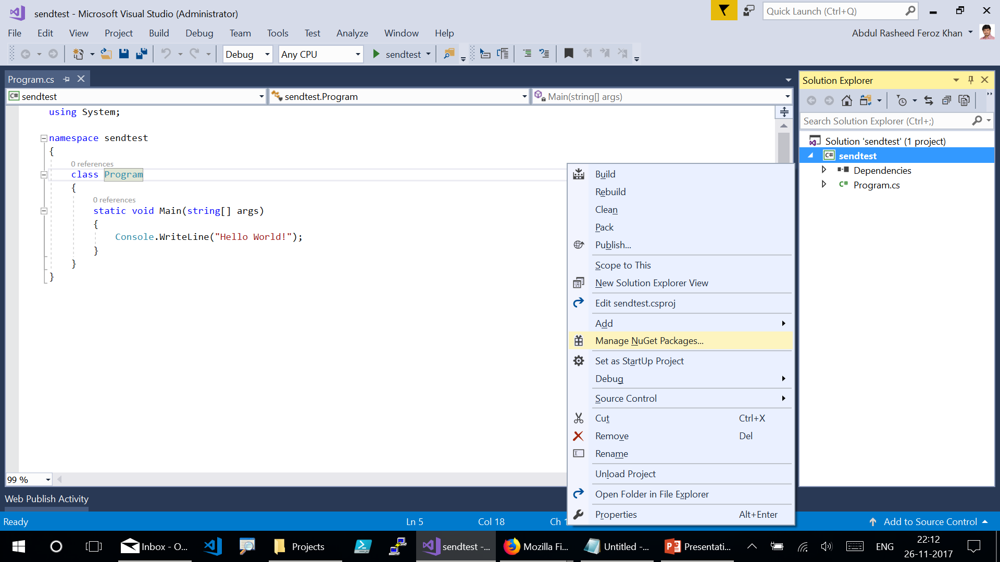 sendtest - Microsoft Visual Studio (Administrator)
Quick Launch (Ctrl+Q)
File Edit View Project Build Debug Team Tools Test Analyze Window Help
Abdul Rasheed Feroz Khan
Debug Any CPU sendtest
Program.cs
sendtest sendtest.Program Main(string[] args)
using System;
namespace sendtest
{
0 references
class Program
{
0 references
static void Main(string[] args)
{
Console.WriteLine("Hello World!");
}
}
}
99 %
Solution Explorer
Search Solution Explorer (Ctrl+;)
Solution 'sendtest' (1 project)
C# sendtest
Dependencies
C# Program.cs
Build
Rebuild
Clean
Pack
Publish...
Scope to This
New Solution Explorer View
Edit sendtest.csproj
Add
Manage NuGet Packages...
Set as StartUp Project
Debug
Source Control
Cut Ctrl+X
Remove Del
Rename
Unload Project
Open Folder in File Explorer
Properties Alt+Enter
Web Publish Activity
Ready Ln 5 Col 18 Ch Add to Source Control
Inbox - O... Projects sendtest -... Mozilla Fi... Untitled -... Presentati... ENG
22:12
26-11-2017